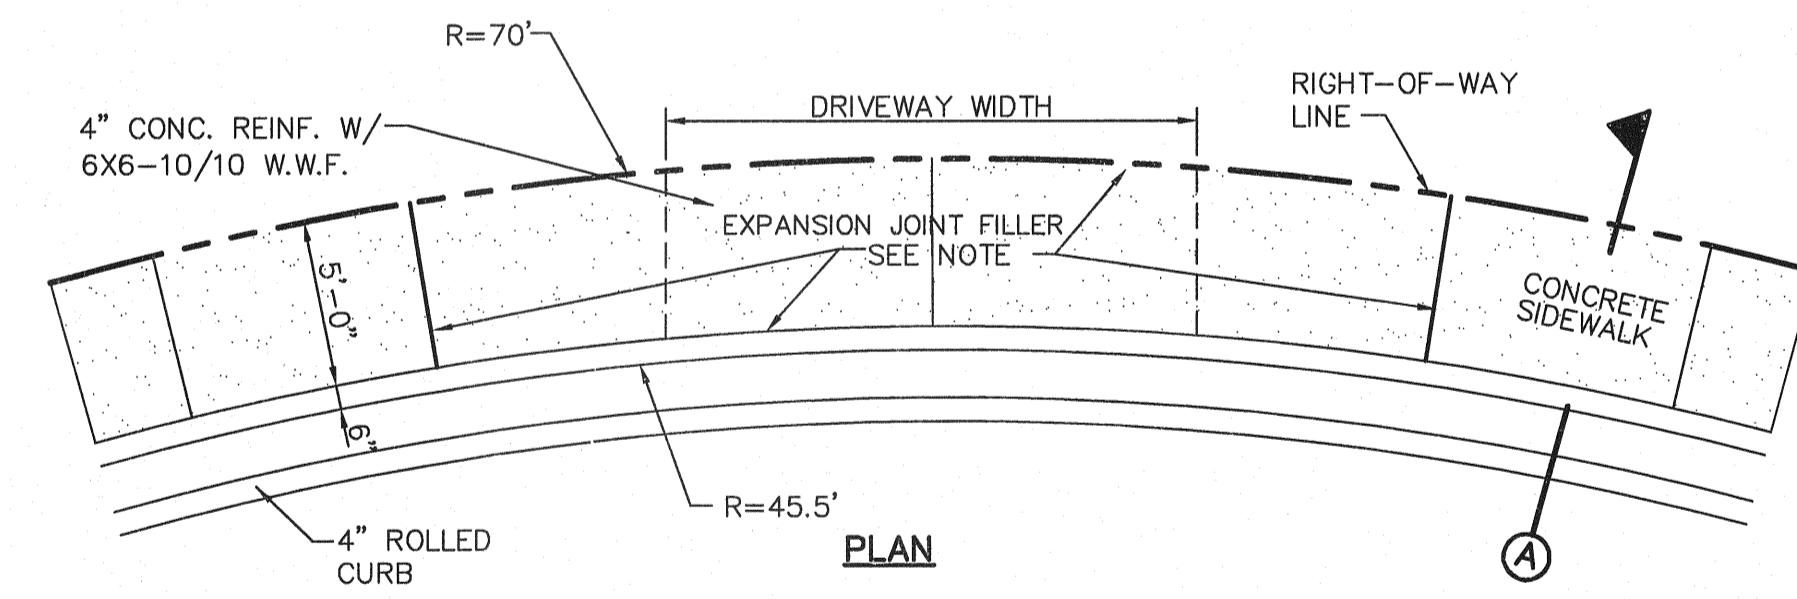 R=70'
4" CONC. REINF. W/
6X6-10/10 W.W.F.
DRIVEWAY WIDTH
RIGHT-OF-WAY
LINE
EXPANSION JOINT FILLER
SEE NOTE
5'-0"
6"
CONCRETE
SIDEWALK
R=45.5'
4" ROLLED
CURB
PLAN
A